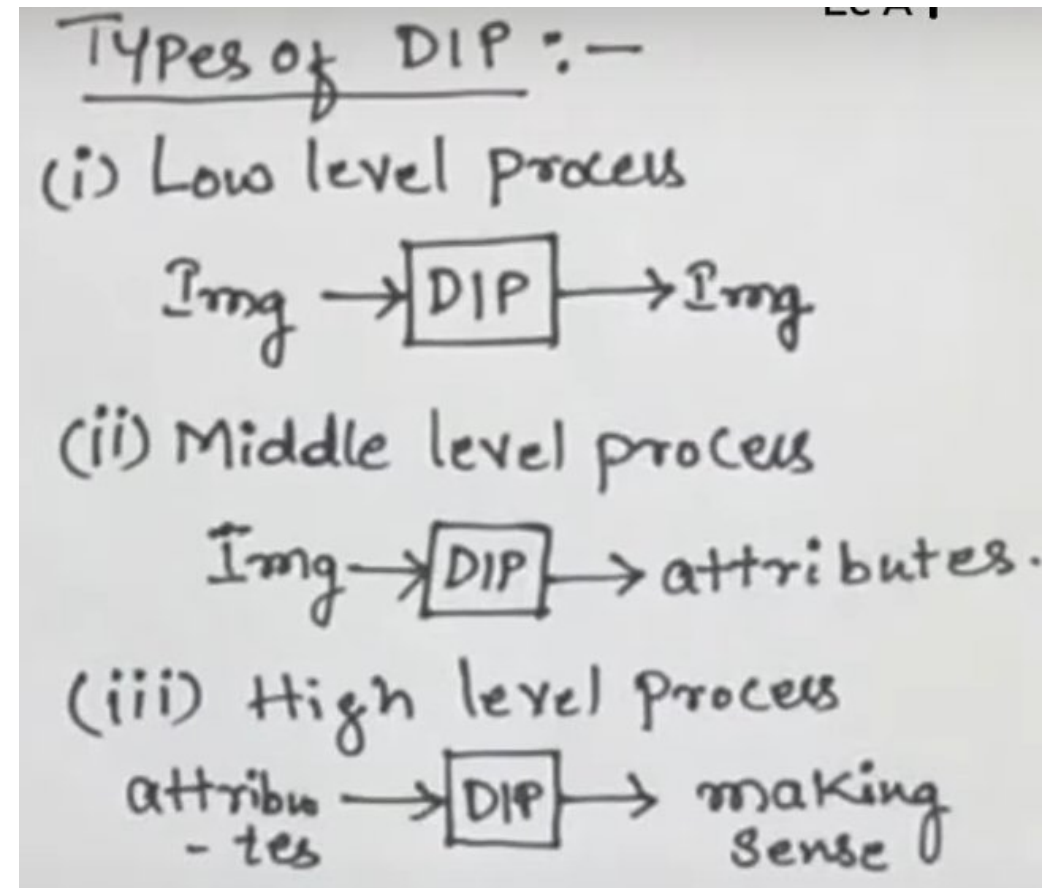 Types of DIP :-
(i) Low level process
Img → DIP → Img
(ii) Middle level process
Img → DIP → attributes.
(iii) High level process
attribu → DIP → making
- tes sense